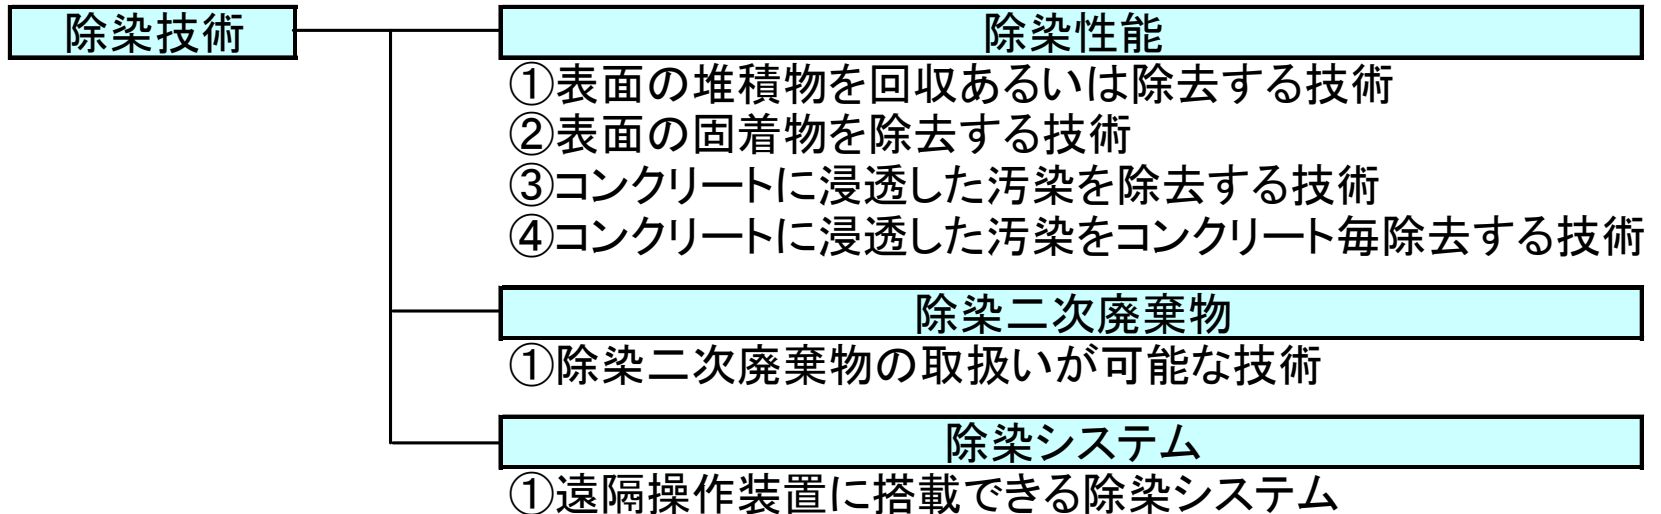 除染技術
除染性能
①表面の堆積物を回収あるいは除去する技術
②表面の固着物を除去する技術
③コンクリートに浸透した汚染を除去する技術
④コンクリートに浸透した汚染をコンクリート毎除去する技術
除染二次廃棄物
①除染二次廃棄物の取扱いが可能な技術
除染システム
①遠隔操作装置に搭載できる除染システム